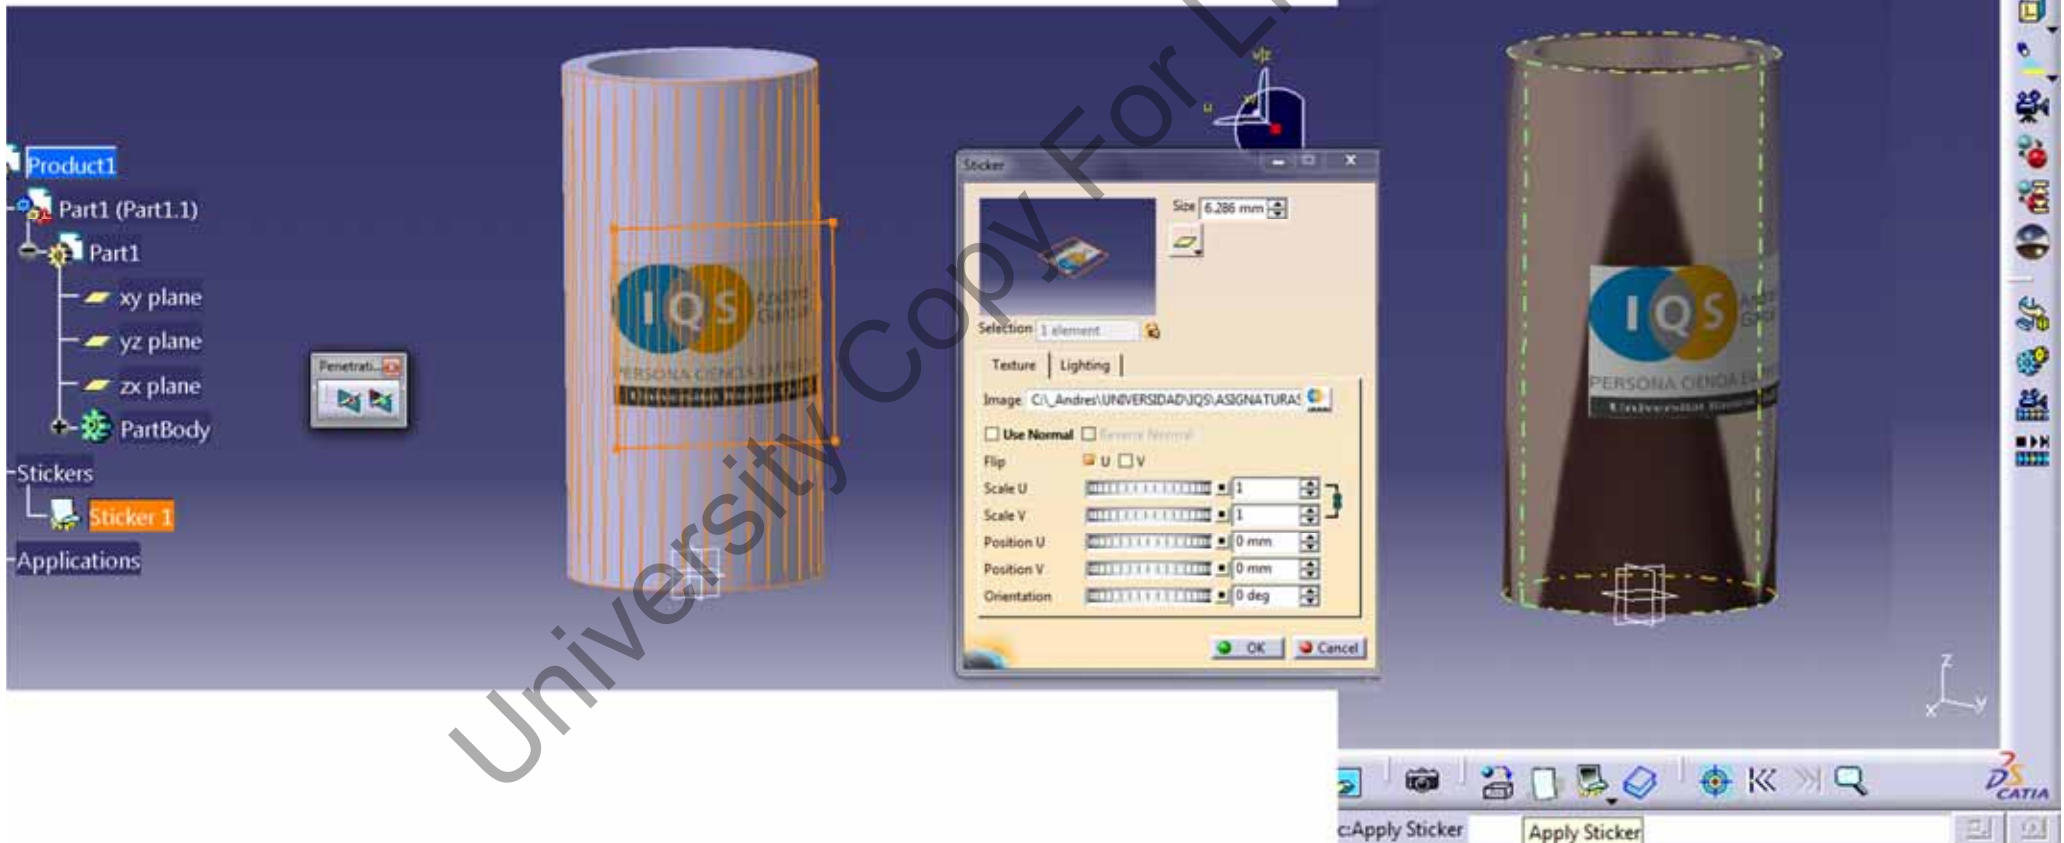 Product1
Part1 (Part1.1)
Part1
xy plane
yz plane
zx plane
PartBody
Stickers
Sticker 1
Applications
Penetrati...
IQS
PERSONA CIENCIA EM
Sticker
Size 6.286 mm
Selection 1 element
Texture Lighting
Image C:\_Andres\UNIVERSIDAD\IQS\ASIGNATURAS
Use Normal Reverse Normal
Flip U V
Scale U 1
Scale V 1
Position U 0 mm
Position V 0 mm
Orientation 0 deg
OK Cancel
v|z
u
IQS
PERSONA CIENCIA
Universitat
z
x y
CATIA
c:Apply Sticker
Apply Sticker
University Copy For Li